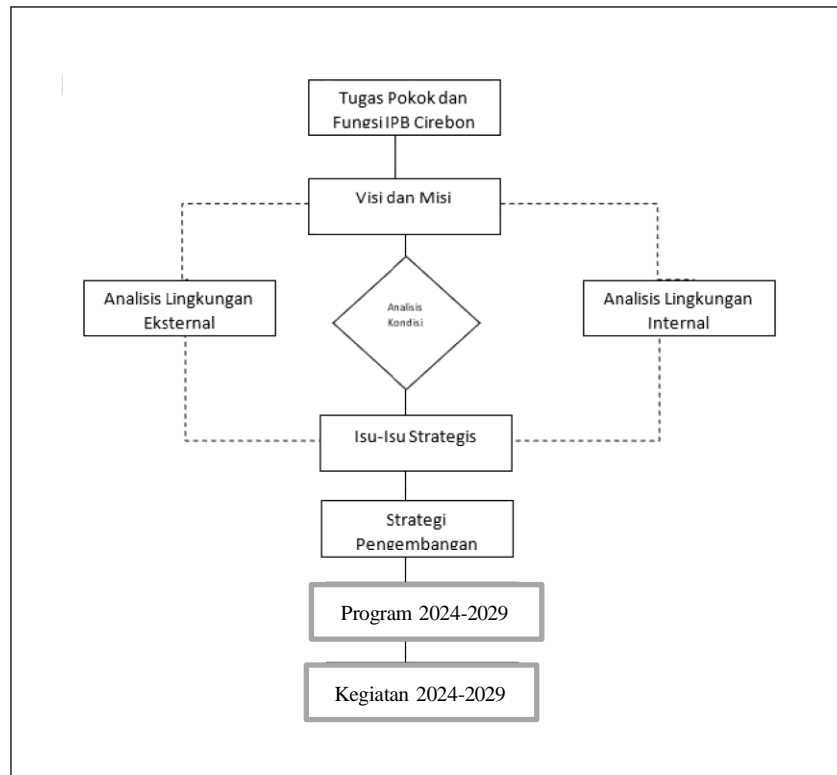 Tugas Pokok dan
Fungsi IPB Cirebon
Visi dan Misi
Analisis Lingkungan
Eksternal
Analisis
Kondisi
Analisis Lingkungan
Internal
Isu-Isu Strategis
Strategi
Pengembangan
Program 2024-2029
Kegiatan 2024-2029